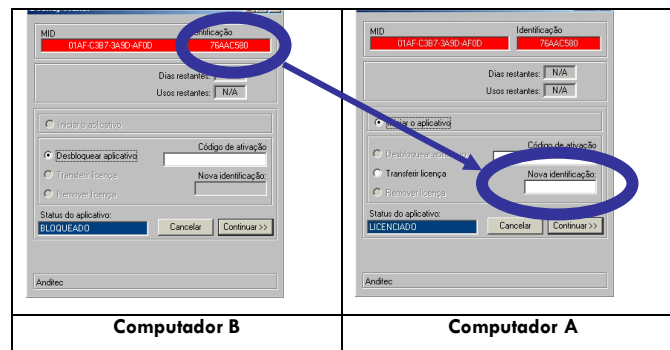 MID
01AF-C3B7-3A9D-AF0D 76AAC580
Dias restantes: N/A
Usos restantes: N/A
Iniciar o aplicativo
Código de ativação
Desbloquear aplicativo
Transferir licença Nova identificação:
Remover licença
Status do aplicativo:
BLOQUEADO Cancelar Continuar >>
Anditec
Computador B
MID Identificação
01AF-C3B7-3A9D-AF0D 76AAC580
Dias restantes: N/A
Usos restantes: N/A
o aplicativo
Código de ativação
Desbloquear
Transferir licença Nova identificação:
Remover licença
Status do aplicativo:
LICENCIADO Cancelar Continuar >>
Anditec
Computador A